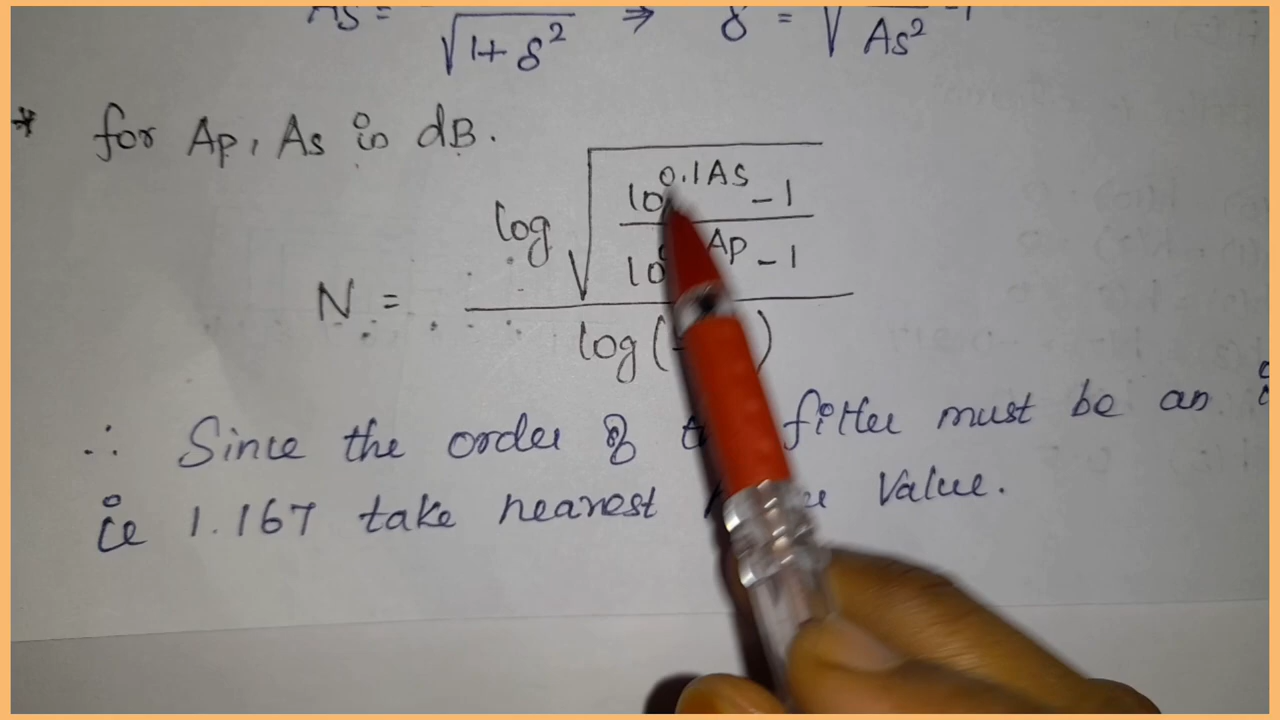 As = / √1+δ² ⇒ δ = √ / As² -1
* for Ap, As in dB.
N = log √ 10^0.1As - 1 / 10 Ap - 1
log ( )
∴ Since the order of filter must be an
ie 1.167 take nearest Value.